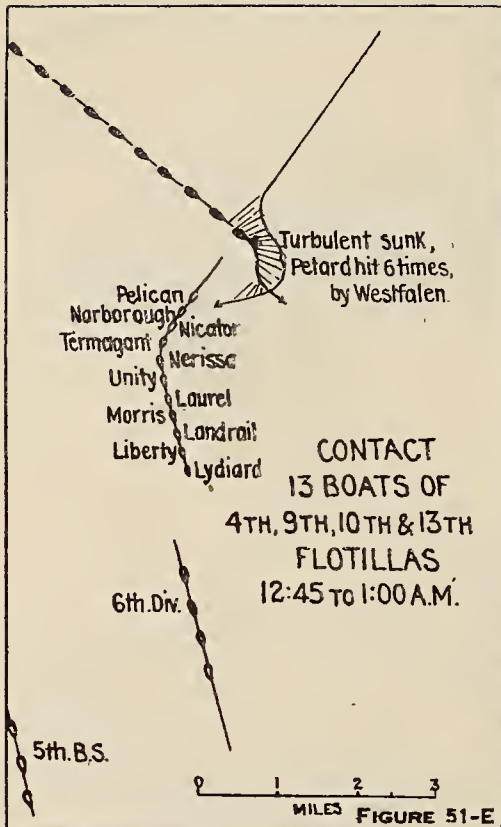 Turbulent sunk,
Petard hit 6 times,
by Westfalen.
Pelican
Narborough
Nicator
Termagant
Nerissa
Unity
Laurel
Morris
Landrail
Liberty
Lydiard
CONTACT
13 BOATS OF
4TH, 9TH, 10TH & 13TH
FLOTILLAS
12:45 TO 1:00 A.M.
6th. Div.
5th. B.S.
0 1 2 3
MILES
FIGURE 51-E